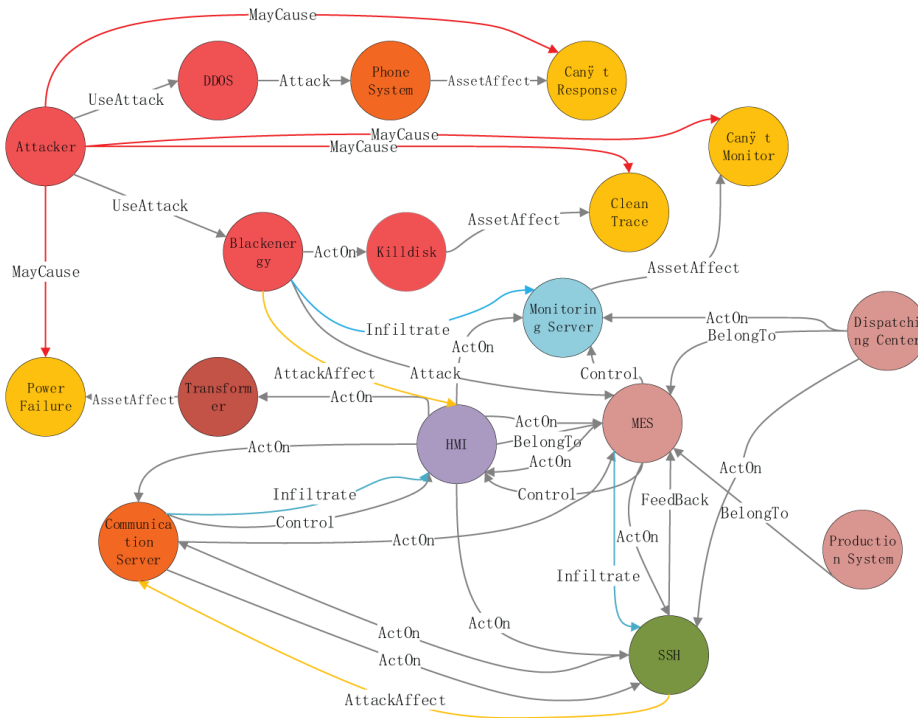 MayCause
DDOS
Attack
Phone
System
AssetAffect
Canÿ t
Response
UseAttack
Attacker
MayCause
MayCause
Canÿ t
Monitor
UseAttack
Clean
Trace
AssetAffect
Blackene
rgy
ActOn
Killdisk
MayCause
AssetAffect
Monitorin
g Server
Infiltrate
ActOn
Dispatchi
ng Center
BelongTo
ActOn
Control
AttackAffect
Attack
Power
Failure
AssetAffect
Transform
er
ActOn
HMI
ActOn
BelongTo
ActOn
MES
ActOn
Infiltrate
Control
Control
FeedBack
ActOn
BelongTo
Communica
tion
Server
ActOn
ActOn
Infiltrate
Productio
n System
ActOn
ActOn
ActOn
SSH
AttackAffect